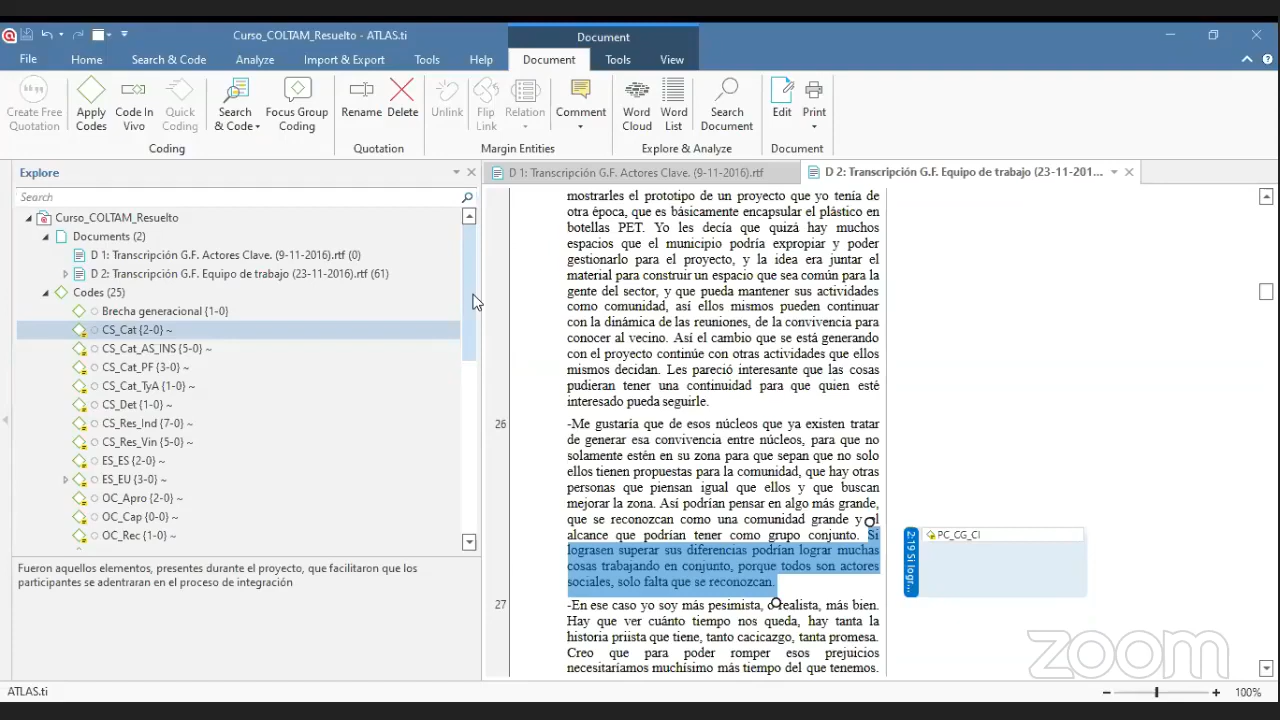 Curso_COLTAM_Resuelto - ATLAS.ti
Document
File
Home
Search & Code
Analyze
Import & Export
Tools
Help
Document
Tools
View
Create Free Quotation
Apply Codes
Code In Vivo
Quick Coding
Search & Code
Focus Group Coding
Rename
Delete
Unlink
Flip Link
Relation
Comment
Word Cloud
Word List
Search Document
Edit
Print
Coding
Quotation
Margin Entities
Explore & Analyze
Document
Explore
D 1: Transcripción G.F. Actores Clave. (9-11-2016).rtf
D 2: Transcripción G.F. Equipo de trabajo (23-11-201...
Search
Curso_COLTAM_Resuelto
Documents (2)
D 1: Transcripción G.F. Actores Clave. (9-11-2016).rtf (0)
D 2: Transcripción G.F. Equipo de trabajo (23-11-2016).rtf (61)
Codes (25)
Brecha generacional {1-0}
CS_Cat {2-0} ~
CS_Cat_AS_INS {5-0} ~
CS_Cat_PF {3-0} ~
CS_Cat_TyA {1-0} ~
CS_Det {1-0} ~
CS_Res_Ind {7-0} ~
CS_Res_Vin {5-0} ~
ES_ES {2-0} ~
ES_EU {3-0} ~
OC_Apro {2-0} ~
OC_Cap {0-0} ~
OC_Rec {1-0} ~
Fueron aquellos elementos, presentes durante el proyecto, que facilitaron que los
participantes se adentraran en el proceso de integración
mostrarles el prototipo de un proyecto que yo tenía de
otra época, que es básicamente encapsular el plástico en
botellas PET. Yo les decía que quizá hay muchos
espacios que el municipio podría expropiar y poder
gestionarlo para el proyecto, y la idea era juntar el
material para construir un espacio que sea común para la
gente del sector, y que pueda mantener sus actividades
como comunidad, así ellos mismos pueden continuar
con la dinámica de las reuniones, de la convivencia para
conocer al vecino. Así el cambio que se está generando
con el proyecto continúe con otras actividades que ellos
mismos decidan. Les pareció interesante que las cosas
pudieran tener una continuidad para que quien esté
interesado pueda seguirle.
26
-Me gustaría que de esos núcleos que ya existen tratar
de generar esa convivencia entre núcleos, para que no
solamente estén en su zona para que sepan que no solo
ellos tienen propuestas para la comunidad, que hay otras
personas que piensan igual que ellos y que buscan
mejorar la zona. Así podrían pensar en algo más grande,
que se reconozcan como una comunidad grande y el
alcance que podrían tener como grupo conjunto. Si
lograsen superar sus diferencias podrían lograr muchas
cosas trabajando en conjunto, porque todos son actores
sociales, solo falta que se reconozcan.
2:19 Si logr...
PC_CG_CI
27
-En ese caso yo soy más pesimista, o realista, más bien.
Hay que ver cuánto tiempo nos queda, hay tanta la
historia priista que tiene, tanto cacicazgo, tanta promesa.
Creo que para poder romper esos prejuicios
necesitaríamos muchísimo más tiempo del que tenemos.
zoom
ATLAS.ti
100%